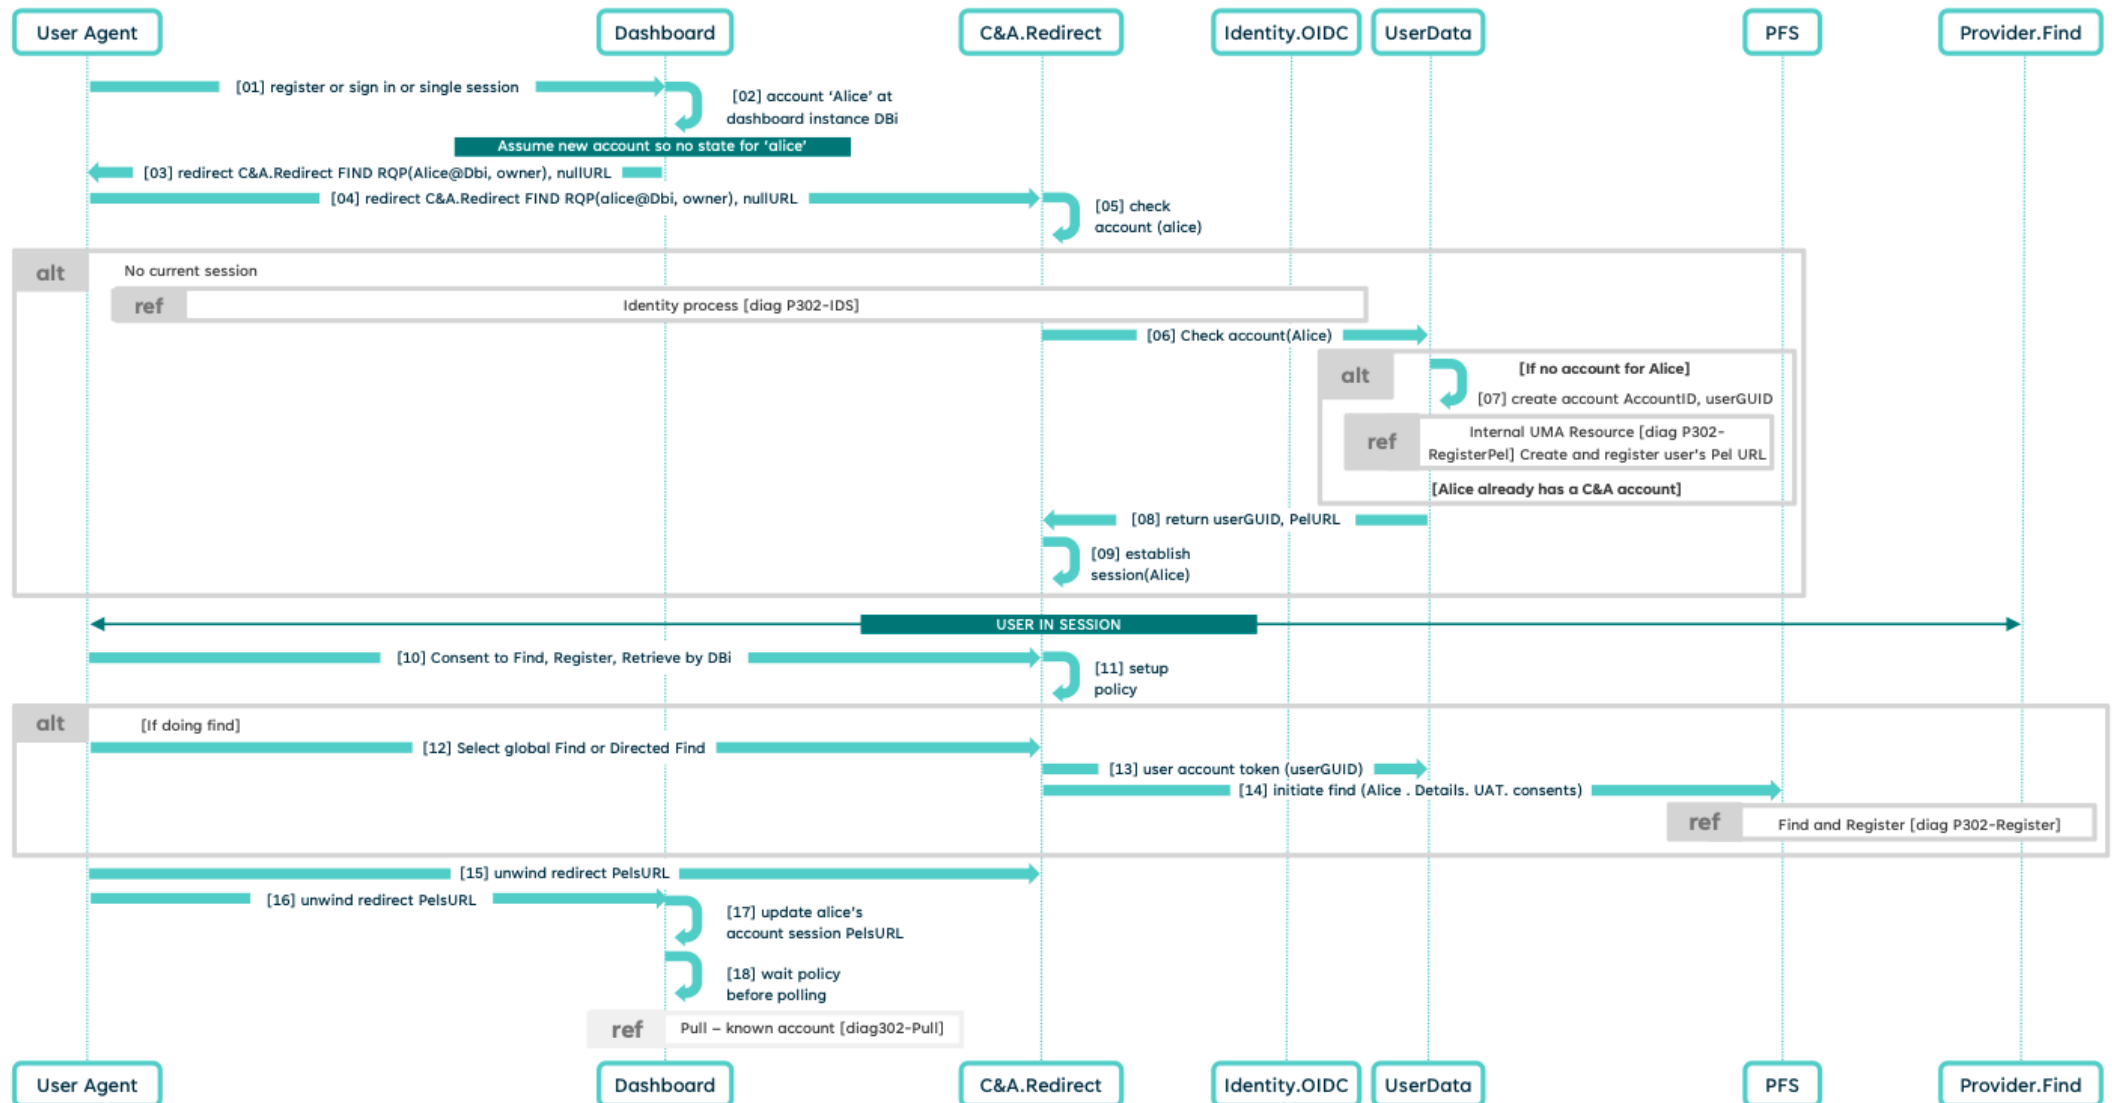 User Agent
Dashboard
C&A.Redirect
Identity.OIDC
UserData
PFS
Provider.Find
[01] register or sign in or single session
[02] account ‘Alice’ at
dashboard instance DBi
Assume new account so no state for ‘alice’
[03] redirect C&A.Redirect FIND RQP(Alice@Dbi, owner), nullURL
[04] redirect C&A.Redirect FIND RQP(alice@Dbi, owner), nullURL
[05] check
account (alice)
alt
No current session
ref
Identity process [diag P302-IDS]
[06] Check account(Alice)
alt
[If no account for Alice]
[07] create account AccountID, userGUID
ref
Internal UMA Resource [diag P302-
RegisterPel] Create and register user's Pel URL
[Alice already has a C&A account]
[08] return userGUID, PelURL
[09] establish
session(Alice)
USER IN SESSION
[10] Consent to Find, Register, Retrieve by DBi
[11] setup
policy
alt
[If doing find]
[12] Select global Find or Directed Find
[13] user account token (userGUID)
[14] initiate find (Alice . Details. UAT. consents)
ref
Find and Register [diag P302-Register]
[15] unwind redirect PelsURL
[16] unwind redirect PelsURL
[17] update alice's
account session PelsURL
[18] wait policy
before polling
ref
Pull – known account [diag302-Pull]
User Agent
Dashboard
C&A.Redirect
Identity.OIDC
UserData
PFS
Provider.Find